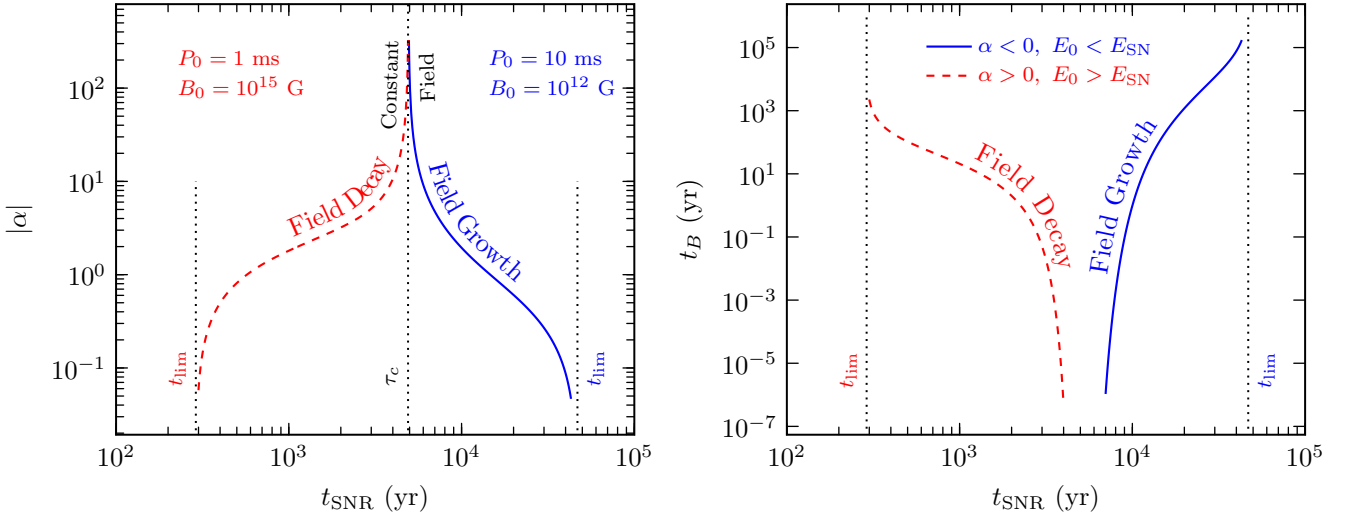 P₀ = 1 ms
B₀ = 10¹⁵ G
Constant
Field
P₀ = 10 ms
B₀ = 10¹² G
Field Decay
Field Growth
t_lim
τ_c
t_lim
|α|
10²
10¹
10⁰
10⁻¹
10²
10³
10⁴
10⁵
t_SNR (yr)
α < 0, E₀ < E_SN
α > 0, E₀ > E_SN
Field Decay
Field Growth
t_lim
t_lim
t_B (yr)
10⁵
10³
10¹
10⁻¹
10⁻³
10⁻⁵
10⁻⁷
10²
10³
10⁴
10⁵
t_SNR (yr)